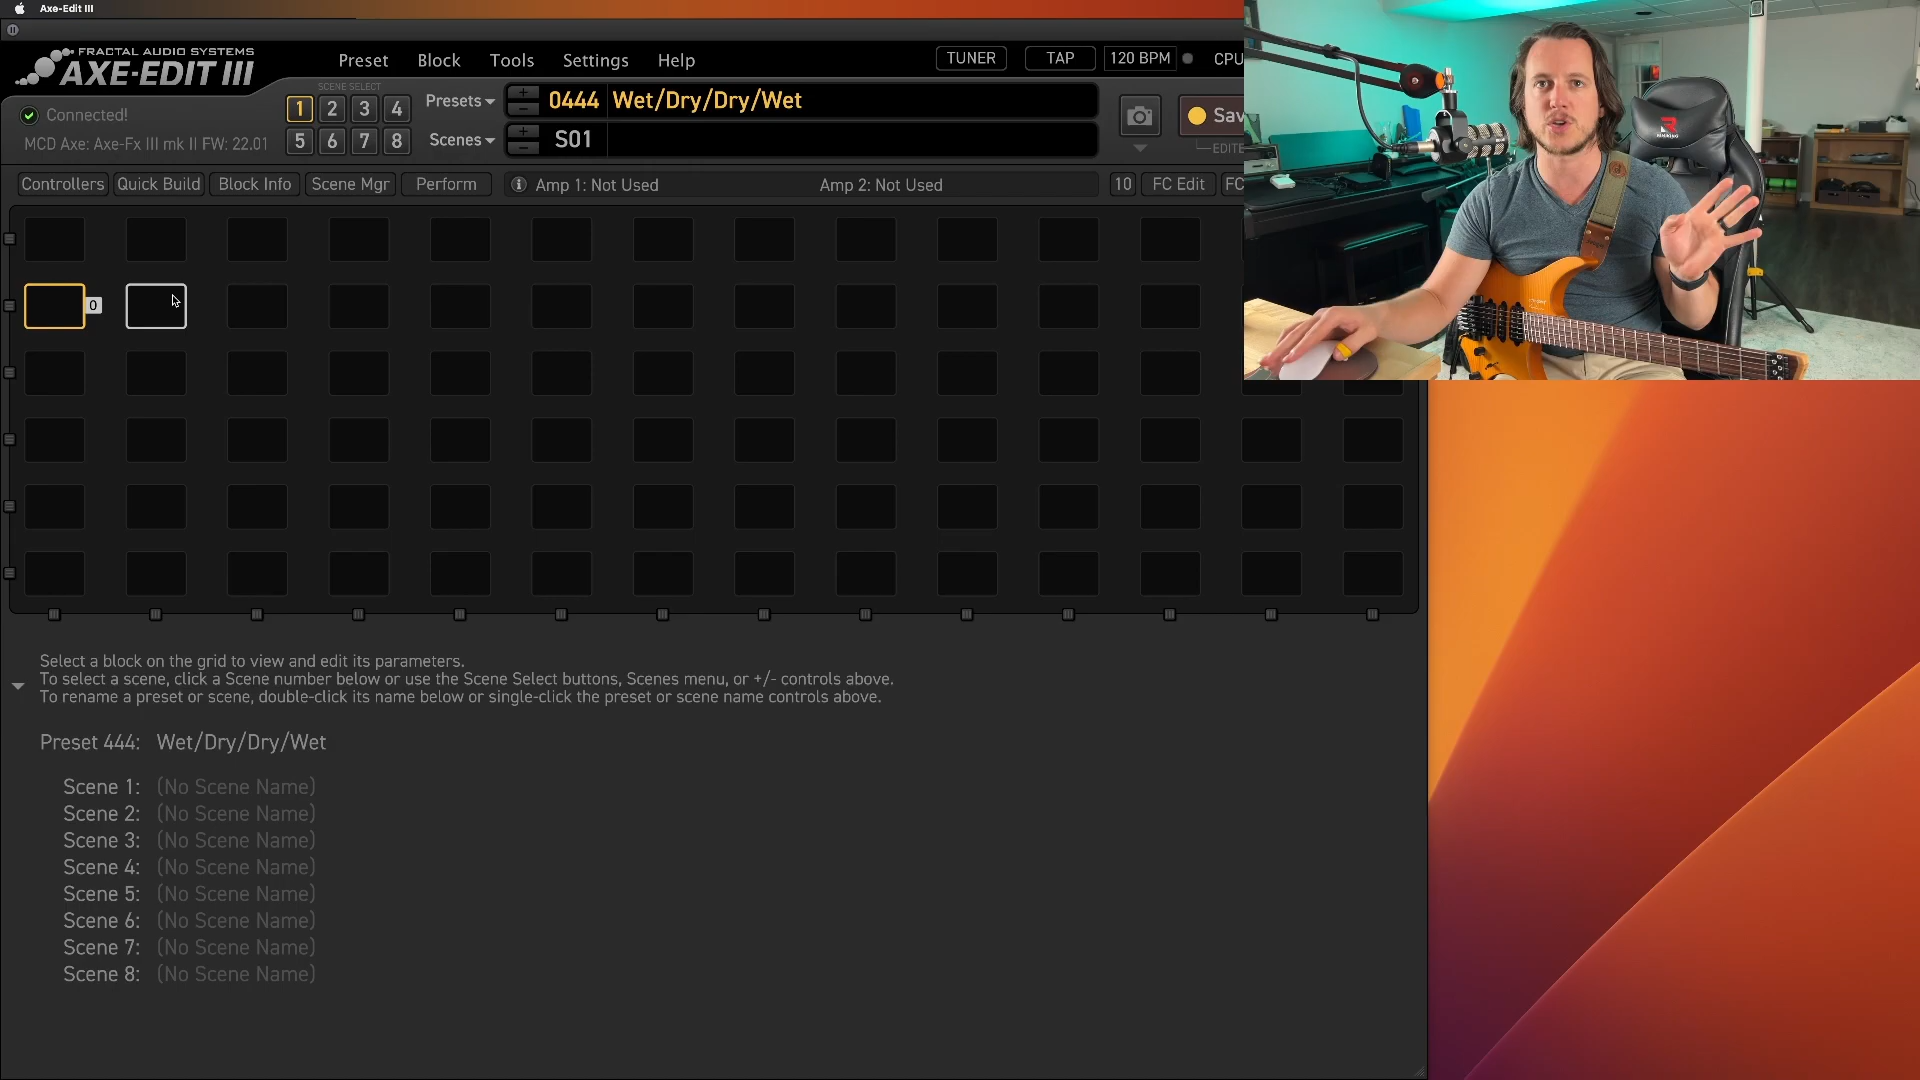 Axe-Edit III
FRACTAL AUDIO SYSTEMS
AXE-EDIT III
Preset Block Tools Settings Help
TUNER TAP 120 BPM CPU
SCENE SELECT
1 2 3 4
5 6 7 8
Connected!
MCD Axe: Axe-Fx III mk II FW: 22.01
Presets 0444 Wet/Dry/Dry/Wet
Scenes S01
Sav
EDITE
Controllers Quick Build Block Info Scene Mgr Perform
Amp 1: Not Used Amp 2: Not Used
10 FC Edit FC
0
Select a block on the grid to view and edit its parameters.
To select a scene, click a Scene number below or use the Scene Select buttons, Scenes menu, or +/- controls above.
To rename a preset or scene, double-click its name below or single-click the preset or scene name controls above.
Preset 444: Wet/Dry/Dry/Wet
Scene 1: (No Scene Name)
Scene 2: (No Scene Name)
Scene 3: (No Scene Name)
Scene 4: (No Scene Name)
Scene 5: (No Scene Name)
Scene 6: (No Scene Name)
Scene 7: (No Scene Name)
Scene 8: (No Scene Name)